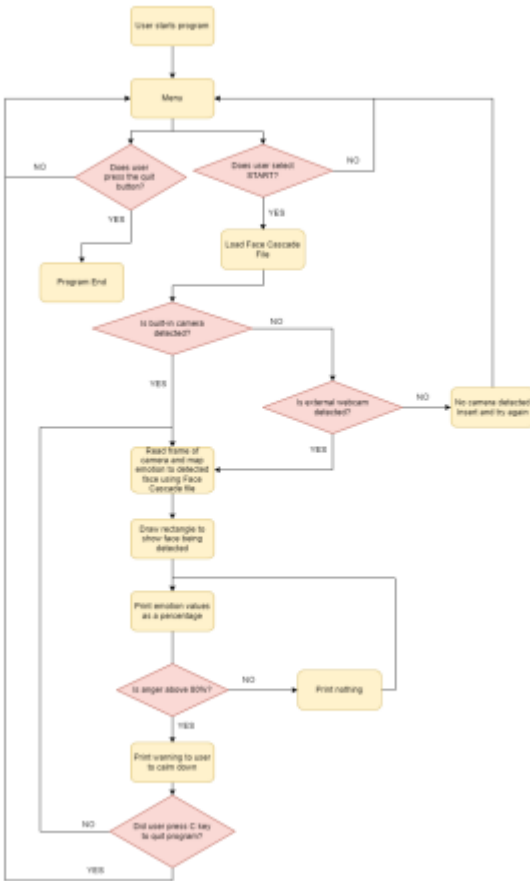 User starts program
Menu
NO
Does user
press the quit
button?
Does user select
START?
NO
YES
YES
Load Face Cascade
File
Program End
Is built-in camera
detected?
NO
YES
Is external webcam
detected?
NO
No camera detected
Insert and try again
YES
Read frame of
camera and map
emotion to detected
face using Face
Cascade file
Draw rectangle to
show face being
detected
Print emotion values
as a percentage
Is anger above 80%?
NO
Print nothing
YES
Print warning to user
to calm down
Did user press C key
to quit program?
NO
YES